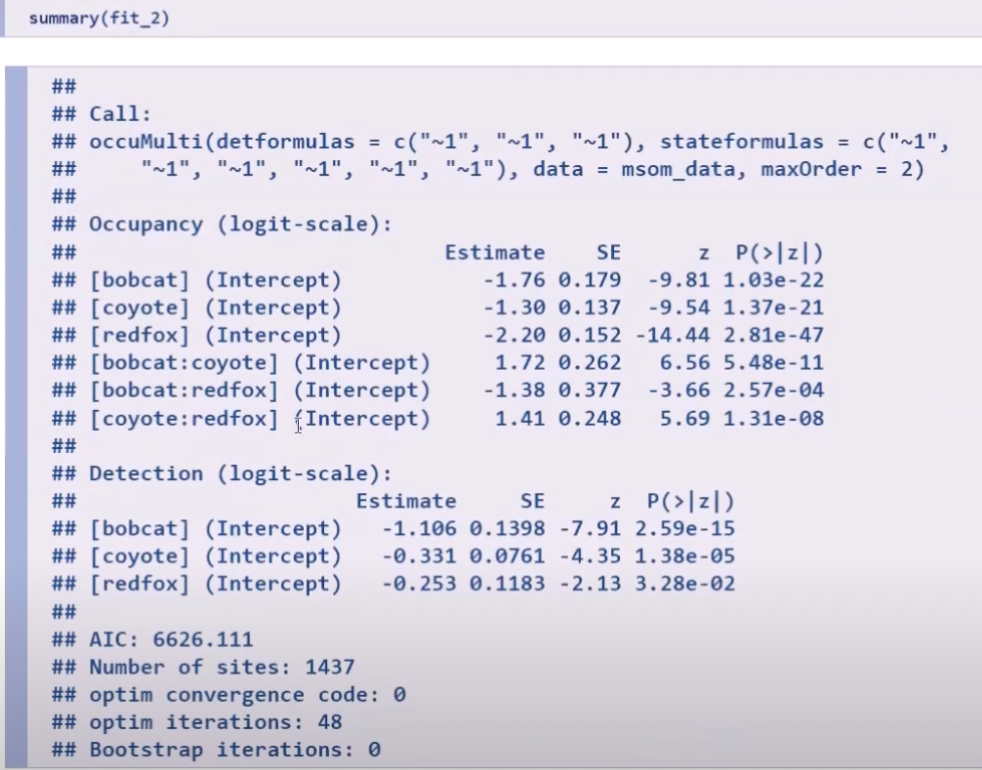 summary(fit_2)
##
## Call:
## occuMulti(detformulas = c("~1", "~1", "~1"), stateformulas = c("~1",
##     "~1", "~1", "~1", "~1", "~1"), data = msom_data, maxOrder = 2)
##
## Occupancy (logit-scale):
##                             Estimate    SE      z  P(>|z|)
## [bobcat] (Intercept)           -1.76 0.179  -9.81 1.03e-22
## [coyote] (Intercept)           -1.30 0.137  -9.54 1.37e-21
## [redfox] (Intercept)           -2.20 0.152 -14.44 2.81e-47
## [bobcat:coyote] (Intercept)     1.72 0.262   6.56 5.48e-11
## [bobcat:redfox] (Intercept)    -1.38 0.377  -3.66 2.57e-04
## [coyote:redfox] (Intercept)     1.41 0.248   5.69 1.31e-08
##
## Detection (logit-scale):
##                      Estimate     SE     z  P(>|z|)
## [bobcat] (Intercept)   -1.106 0.1398 -7.91 2.59e-15
## [coyote] (Intercept)   -0.331 0.0761 -4.35 1.38e-05
## [redfox] (Intercept)   -0.253 0.1183 -2.13 3.28e-02
##
## AIC: 6626.111
## Number of sites: 1437
## optim convergence code: 0
## optim iterations: 48
## Bootstrap iterations: 0